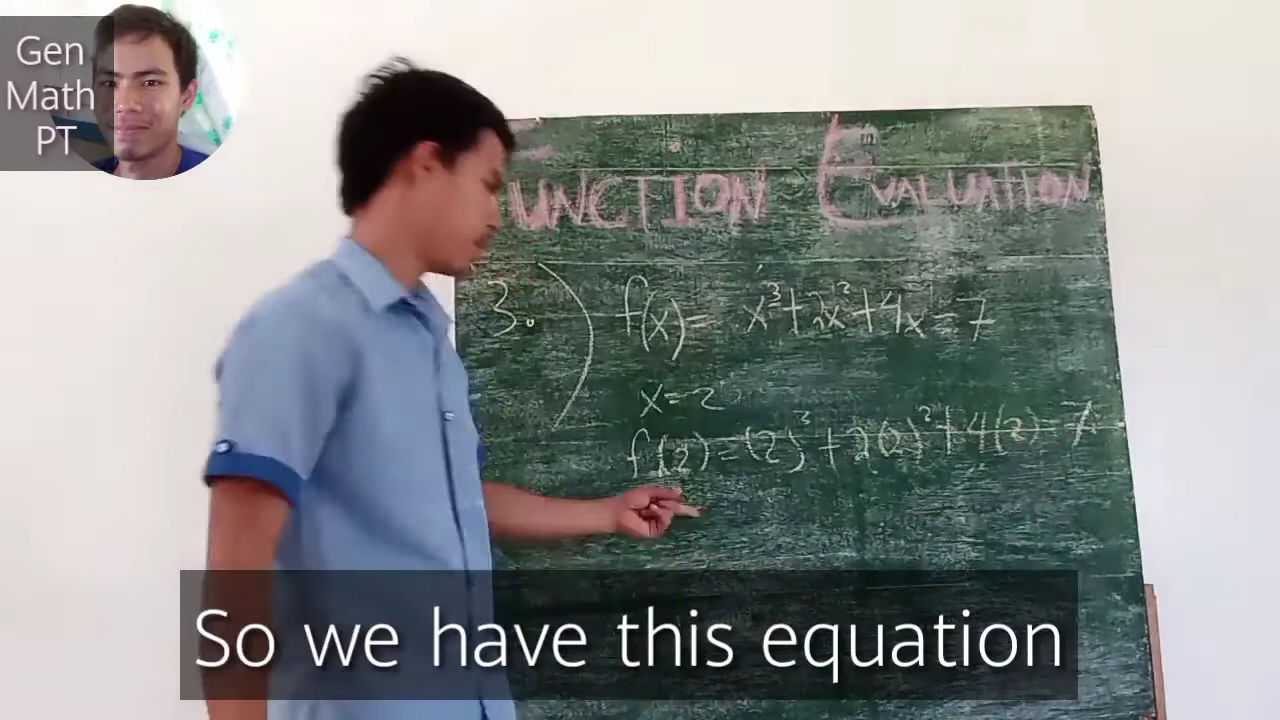 Gen
Math
PT
FUNCTION EVALUATION
3.) f(x) = x³+2x²+4x-7
x=2
f(2)=(2)³+2(2)²+4(2)-7
So we have this equation